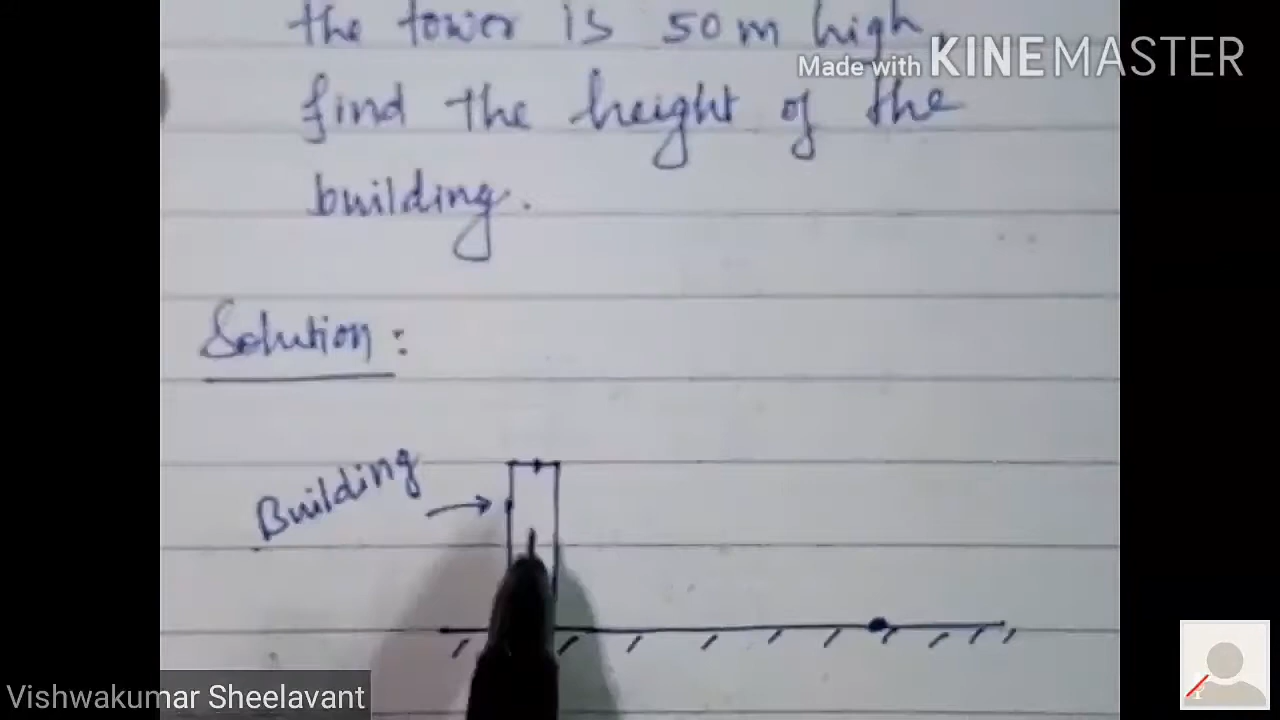 the tower is 50 m high,
Made with KINEMASTER
find the height of the
building.
Solution :
Building
Vishwakumar Sheelavant